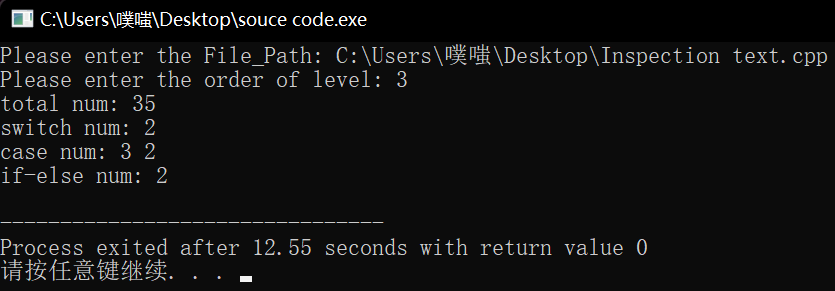 C:\Users\噗嗤\Desktop\souce code.exe
Please enter the File_Path: C:\Users\噗嗤\Desktop\Inspection text.cpp
Please enter the order of level: 3
total num: 35
switch num: 2
case num: 3 2
if-else num: 2
--------------------------------
Process exited after 12.55 seconds with return value 0
请按任意键继续. . .